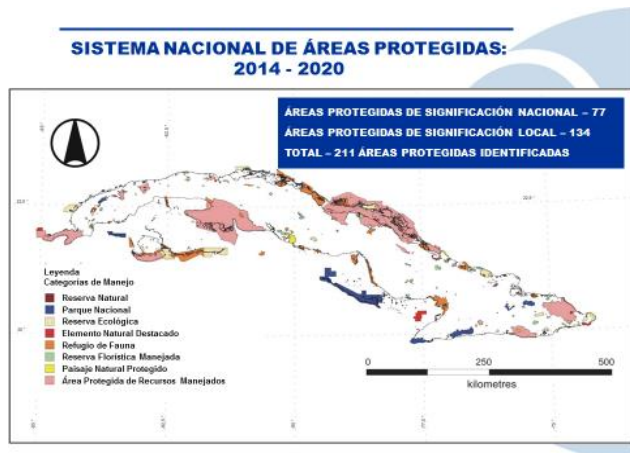 SISTEMA NACIONAL DE ÁREAS PROTEGIDAS:
2014 - 2020
ÁREAS PROTEGIDAS DE SIGNIFICACIÓN NACIONAL – 77
ÁREAS PROTEGIDAS DE SIGNIFICACIÓN LOCAL – 134
TOTAL – 211 ÁREAS PROTEGIDAS IDENTIFICADAS
Leyenda
Categorías de Manejo
Reserva Natural
Parque Nacional
Reserva Ecológica
Elemento Natural Destacado
Refugio de Fauna
Reserva Florística Manejada
Paisaje Natural Protegido
Área Protegida de Recursos Manejados
0 250 500
kilometres